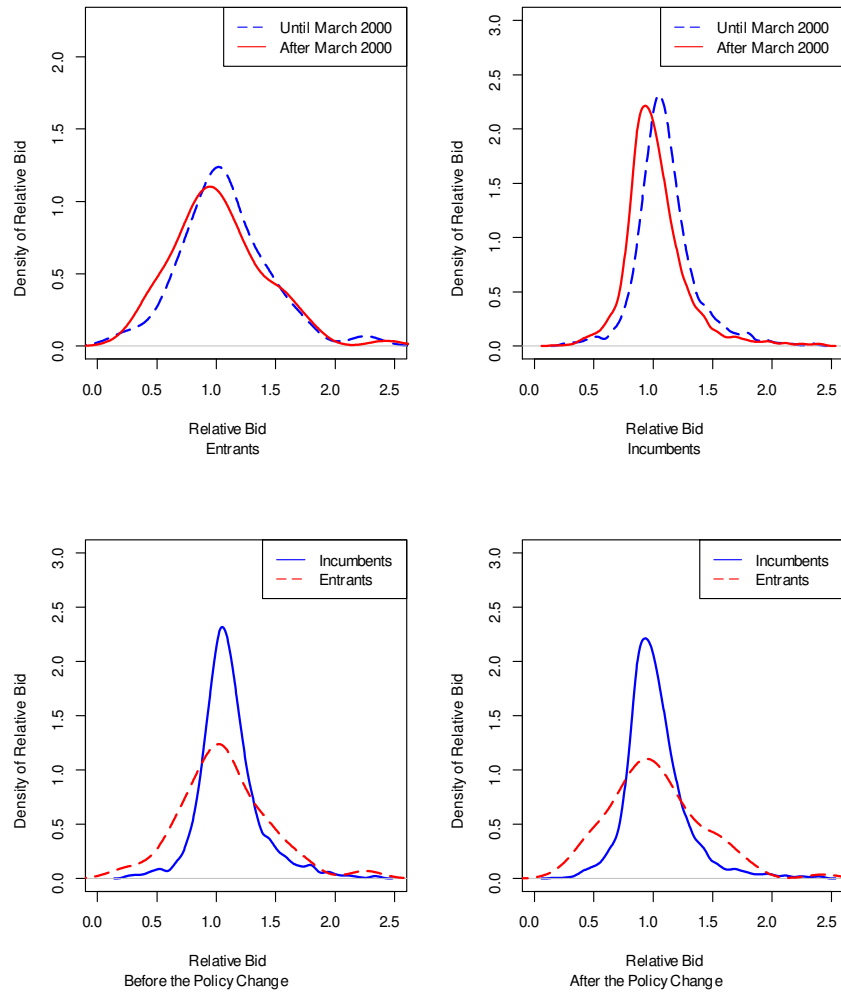 Until March 2000
After March 2000
Density of Relative Bid
0.0 0.5 1.0 1.5 2.0
0.0 0.5 1.0 1.5 2.0 2.5
Relative Bid
Entrants
Until March 2000
After March 2000
Density of Relative Bid
0.0 0.5 1.0 1.5 2.0 2.5 3.0
0.0 0.5 1.0 1.5 2.0 2.5
Relative Bid
Incumbents
Incumbents
Entrants
Density of Relative Bid
0.0 0.5 1.0 1.5 2.0 2.5 3.0
0.0 0.5 1.0 1.5 2.0 2.5
Relative Bid
Before the Policy Change
Incumbents
Entrants
Density of Relative Bid
0.0 0.5 1.0 1.5 2.0 2.5 3.0
0.0 0.5 1.0 1.5 2.0 2.5
Relative Bid
After the Policy Change